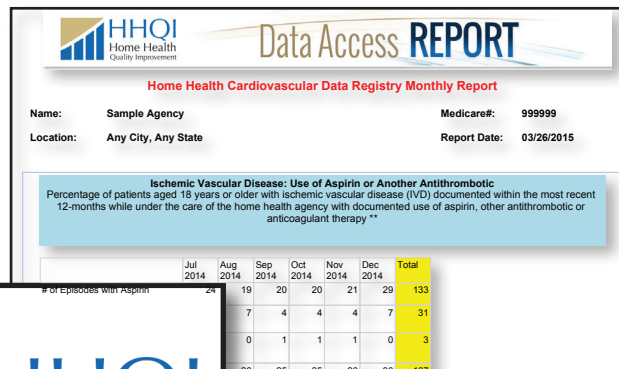 HHQI
Home Health
Quality Improvement
Data Access REPORT
Home Health Cardiovascular Data Registry Monthly Report
Name: Sample Agency Medicare#: 999999
Location: Any City, Any State Report Date: 03/26/2015
Ischemic Vascular Disease: Use of Aspirin or Another Antithrombotic
Percentage of patients aged 18 years or older with ischemic vascular disease (IVD) documented within the most recent
12-months while under the care of the home health agency with documented use of aspirin, other antithrombotic or
anticoagulant therapy **
Jul Aug Sep Oct Nov Dec Total
2014 2014 2014 2014 2014 2014
# of Episodes with Aspirin 24 19 20 20 21 29 133
7 4 4 4 7 31
0 1 1 1 0 3
HHQI